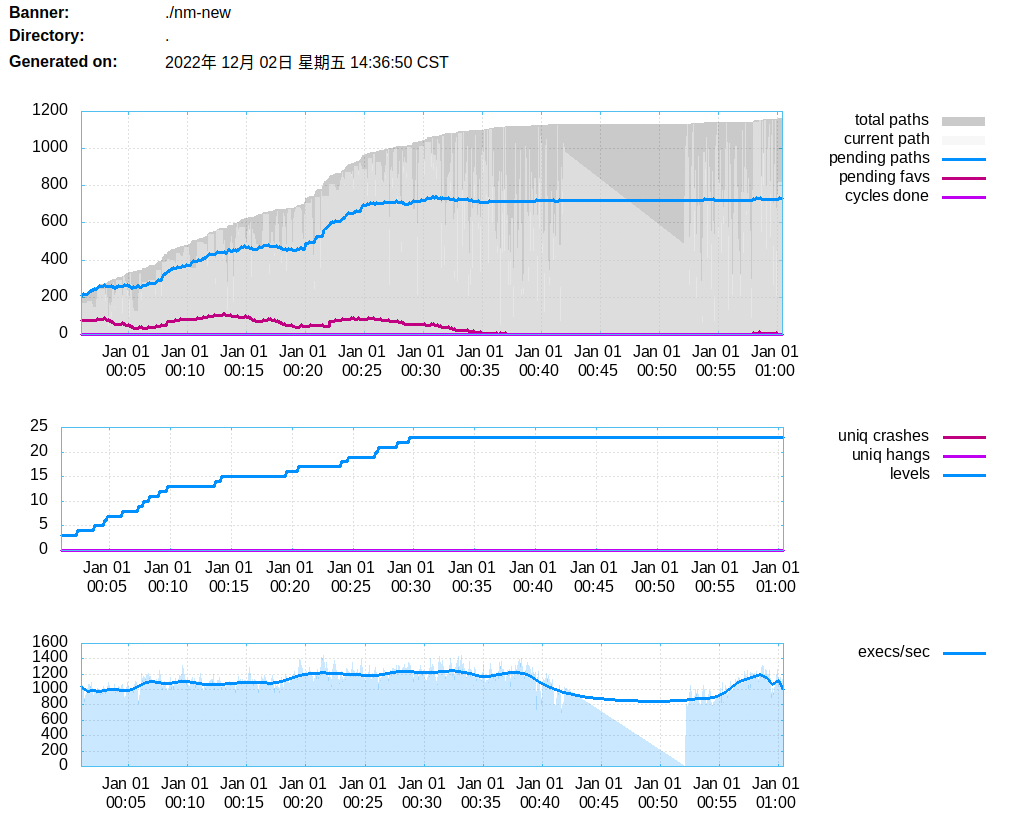 Banner: ./nm-new
Directory: .
Generated on: 2022年 12月 02日 星期五 14:36:50 CST
1200
1000
800
600
400
200
0
Jan 01 Jan 01 Jan 01 Jan 01 Jan 01 Jan 01 Jan 01 Jan 01 Jan 01 Jan 01 Jan 01 Jan 01
00:05 00:10 00:15 00:20 00:25 00:30 00:35 00:40 00:45 00:50 00:55 01:00
total paths
current path
pending paths
pending favs
cycles done
25
20
15
10
5
0
Jan 01 Jan 01 Jan 01 Jan 01 Jan 01 Jan 01 Jan 01 Jan 01 Jan 01 Jan 01 Jan 01 Jan 01
00:05 00:10 00:15 00:20 00:25 00:30 00:35 00:40 00:45 00:50 00:55 01:00
uniq crashes
uniq hangs
levels
1600
1400
1200
1000
800
600
400
200
0
Jan 01 Jan 01 Jan 01 Jan 01 Jan 01 Jan 01 Jan 01 Jan 01 Jan 01 Jan 01 Jan 01 Jan 01
00:05 00:10 00:15 00:20 00:25 00:30 00:35 00:40 00:45 00:50 00:55 01:00
execs/sec